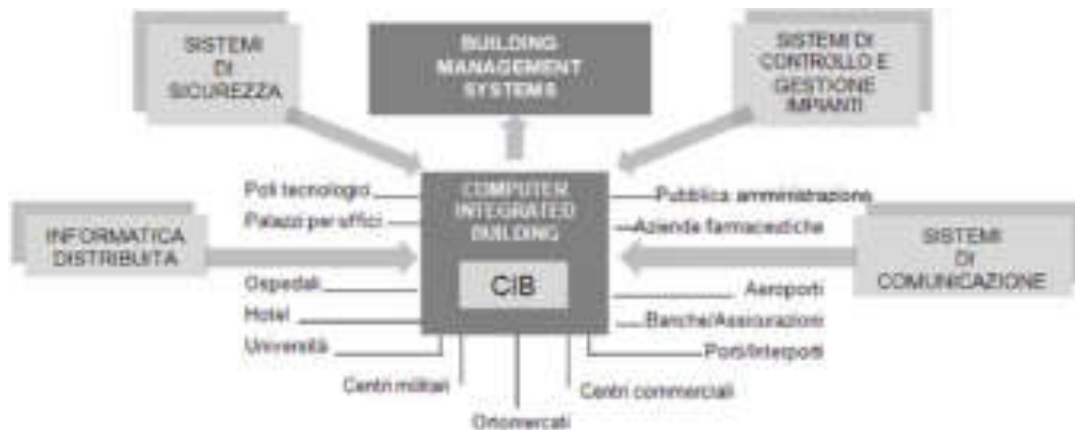 SISTEMI
DI
SICUREZZA
BUILDING
MANAGEMENT
SYSTEMS
SISTEMI DI
CONTROLLO E
GESTIONE
IMPIANTI
Poli tecnologici
Palazzi per uffici
COMPUTER
INTEGRATED
BUILDING
Pubblica amministrazione
Aziende farmaceutiche
INFORMATICA
DISTRIBUITA
SISTEMI
DI
COMUNICAZIONE
CIB
Ospedali
Hotel
Università
Aeroporti
Banche/Assicurazioni
Porti/Interporti
Centri militari
Centri commerciali
Ortomercati